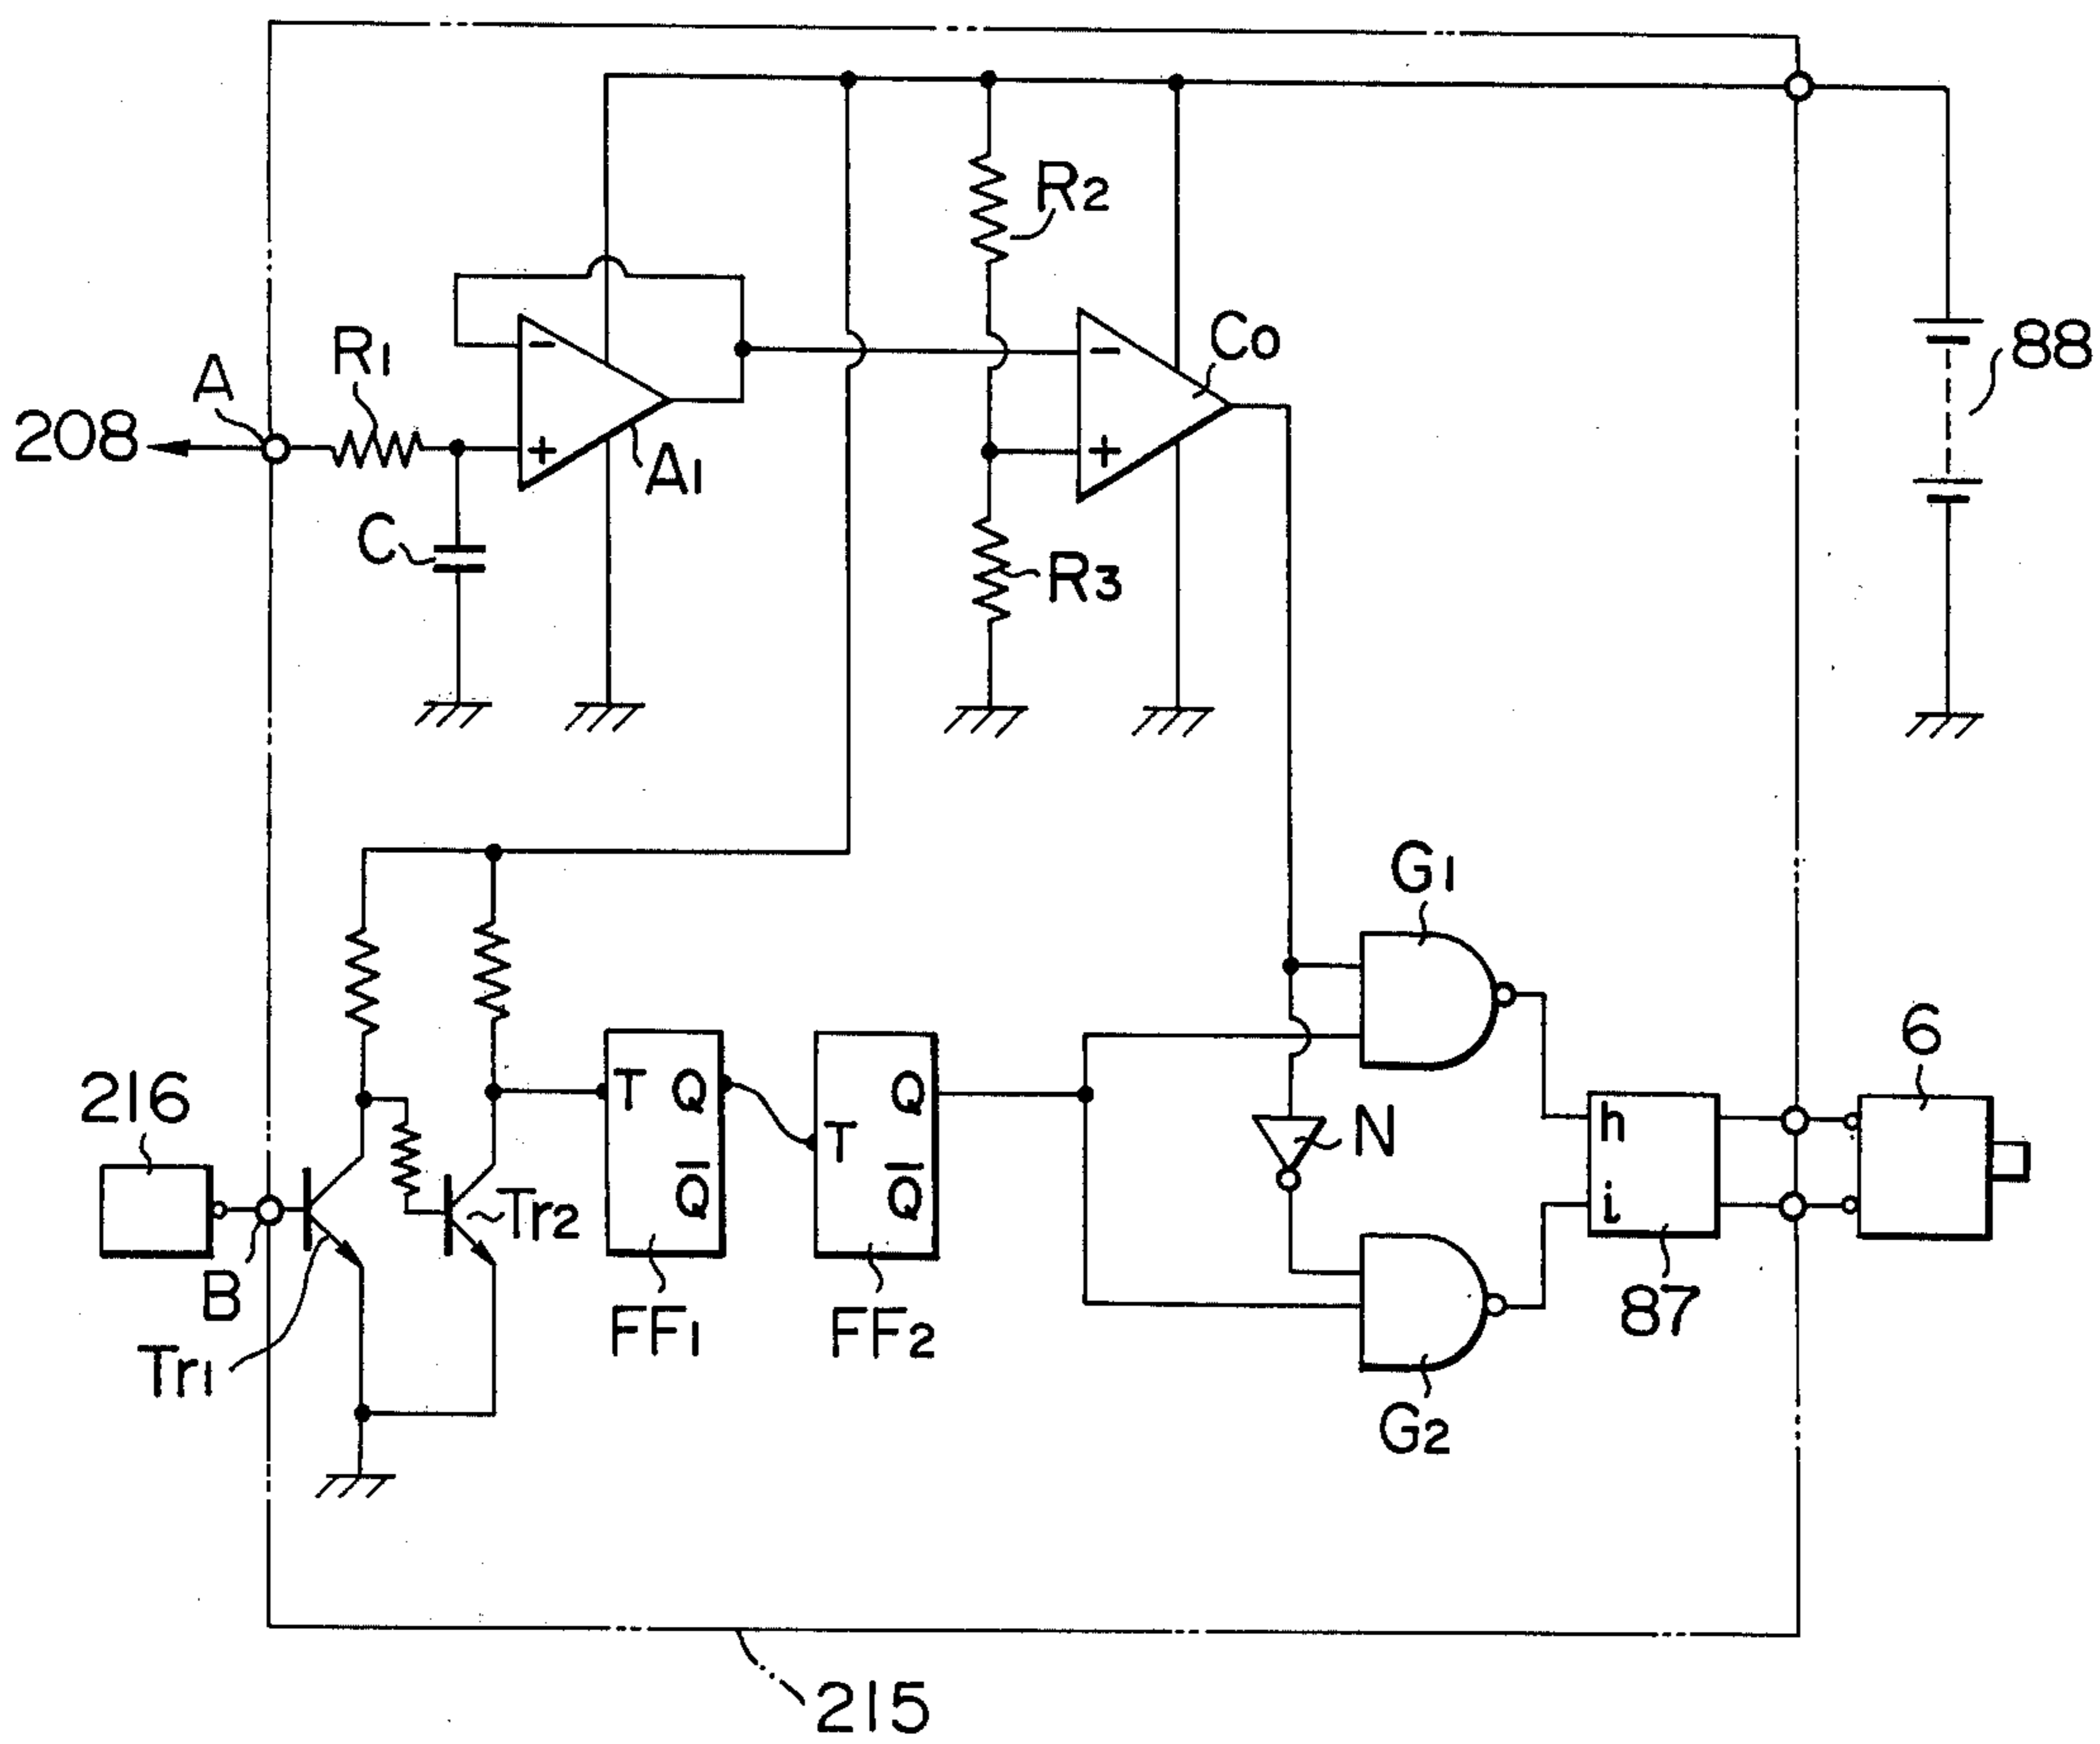 R2
Co
88
A
R1
208
-
+
A1
-
+
C
R3
G1
6
216
T Q
Q̅
T Q
Q̅
N
h
i
B
Tr1
Tr2
FF1
FF2
87
G2
215